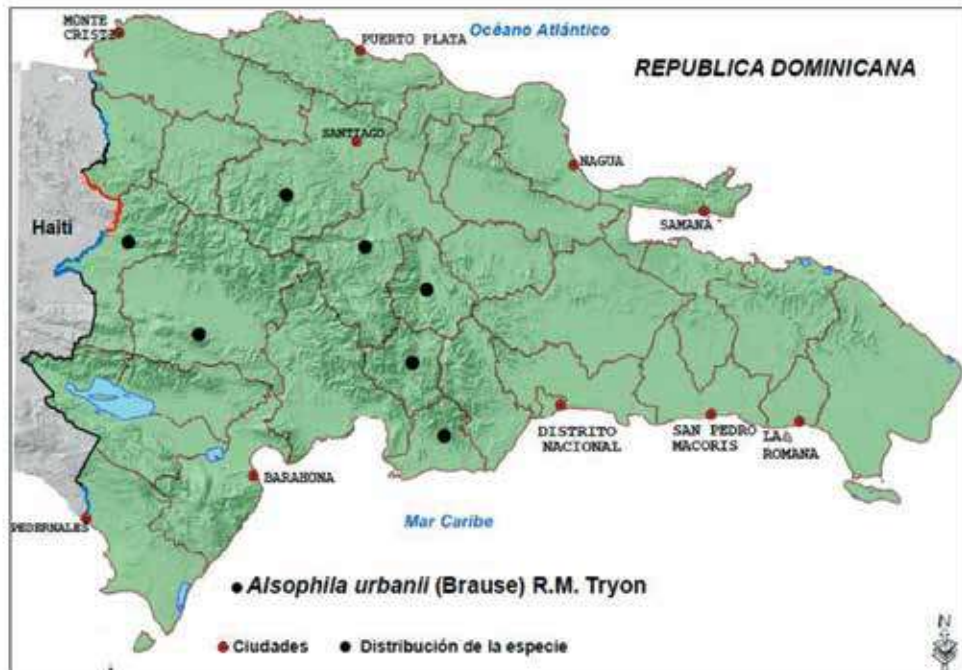 MONTE
CRISTI
Océano Atlántico
PUERTO PLATA
REPUBLICA DOMINICANA
SANTIAGO
NAGUA
SAMANA
Haití
DISTRITO
NACIONAL
SAN PEDRO
MACORIS
LA
ROMANA
BARAHONA
PEDERNALES
Mar Caribe
Alsophila urbanii (Brause) R.M. Tryon
Ciudades
Distribución de la especie
N